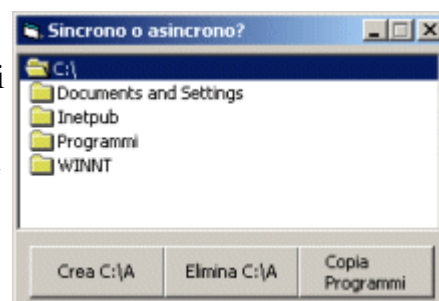 Sincrono o asincrono?
i
C:\
Documents and Settings
Inetpub
Programmi
WINNT
Crea C:\A
Elimina C:\A
Copia
Programmi